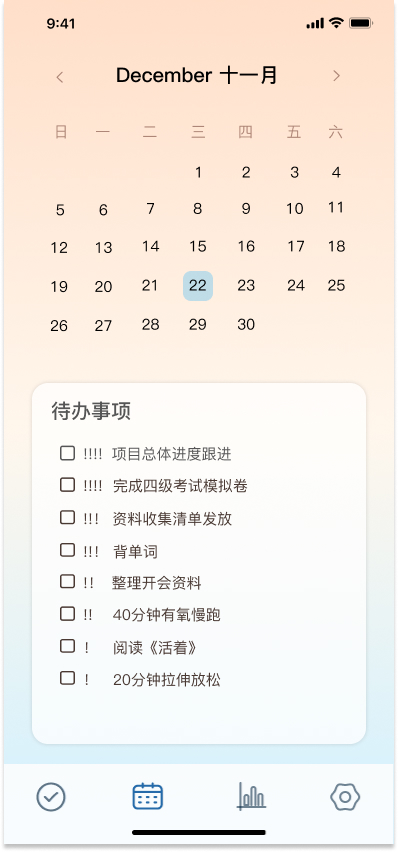 9:41
December 十一月
日 一 二 三 四 五 六
1 2 3 4
5 6 7 8 9 10 11
12 13 14 15 16 17 18
19 20 21 22 23 24 25
26 27 28 29 30
待办事项
!!!! 项目总体进度跟进
!!!! 完成四级考试模拟卷
!!! 资料收集清单发放
!!! 背单词
!! 整理开会资料
!! 40分钟有氧慢跑
! 阅读《活着》
! 20分钟拉伸放松